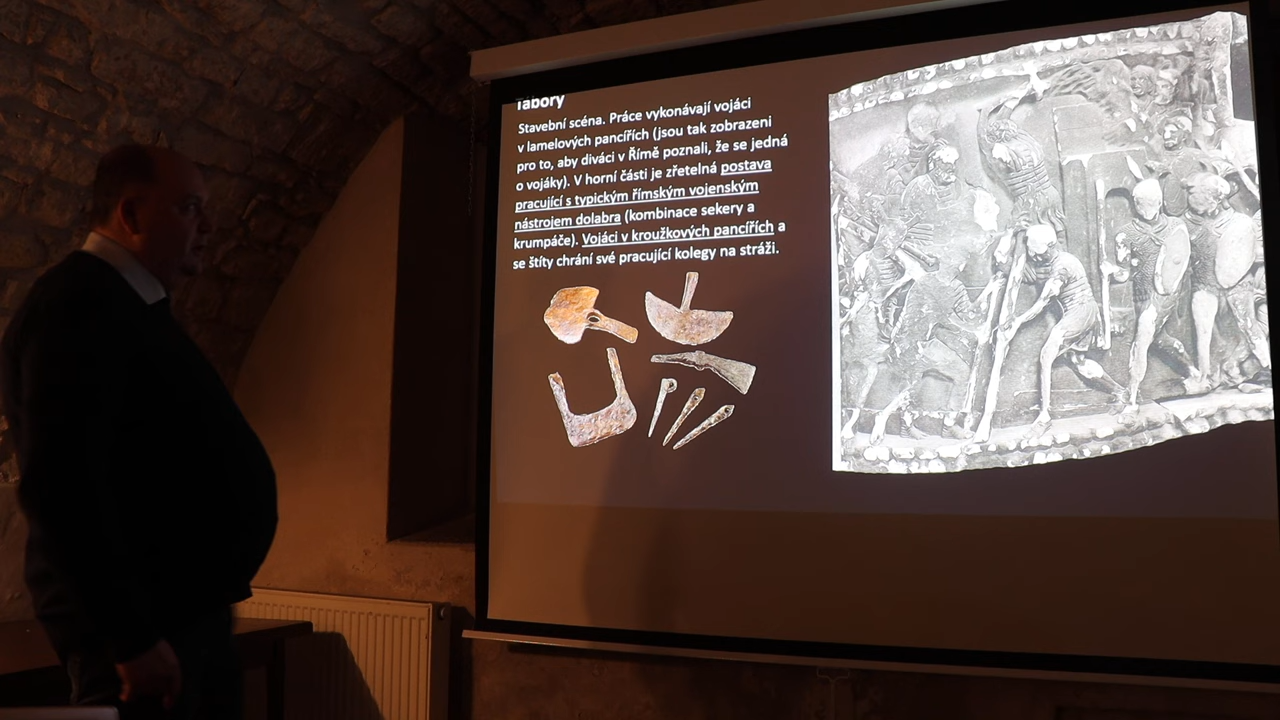 Tábory
Stavební scéna. Práce vykonávají vojáci
v lamelových pancířích (jsou tak zobrazeni
pro to, aby diváci v Římě poznali, že se jedná
o vojáky). V horní části je zřetelná postava
pracující s typickým římským vojenským
nástrojem dolabra (kombinace sekery a
krumpáče). Vojáci v kroužkových pancířích a
se štíty chrání své pracující kolegy na stráži.